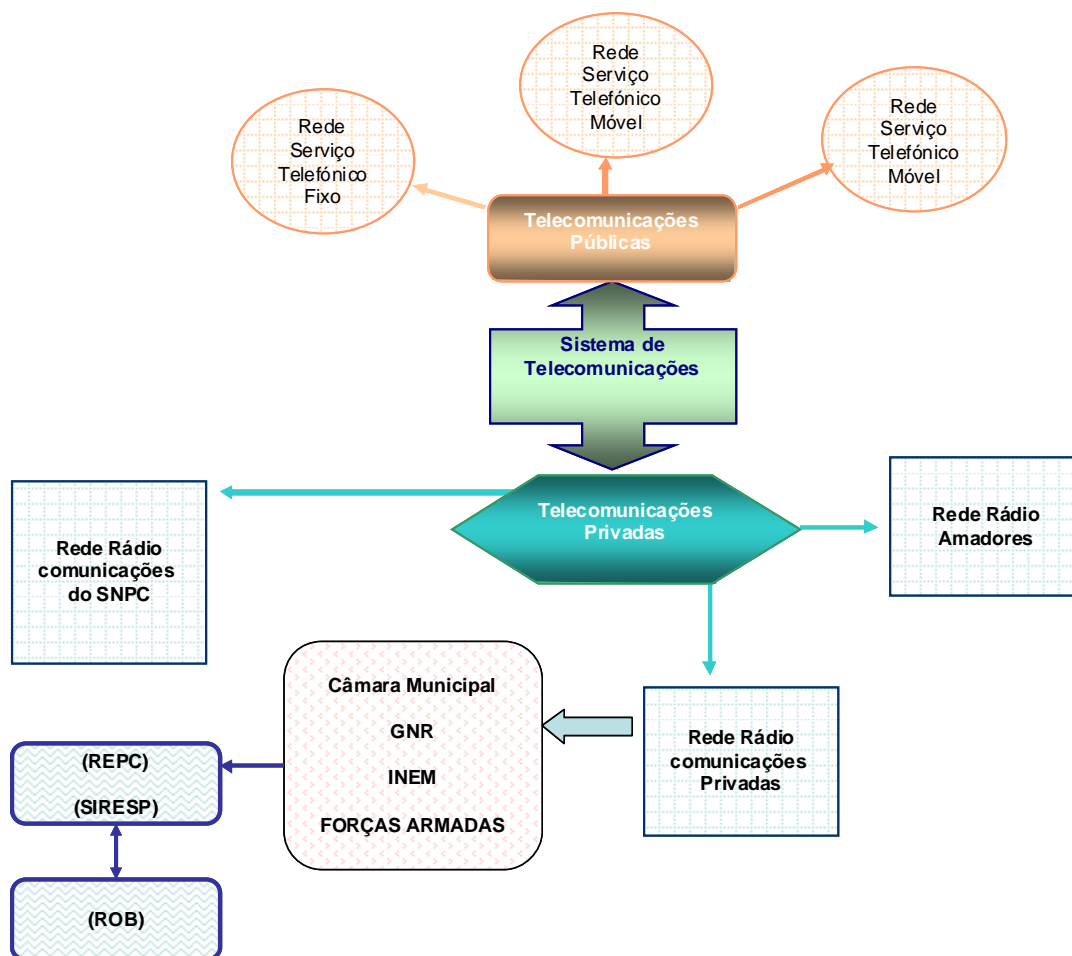 Rede
Serviço
Telefónico
Móvel
Rede
Serviço
Telefónico
Fixo
Rede
Serviço
Telefónico
Móvel
Telecomunicações
Públicas
Sistema de
Telecomunicações
Telecomunicações
Privadas
Rede Rádio
comunicações
do SNPC
Rede Rádio
Amadores
Câmara Municipal
GNR
INEM
FORÇAS ARMADAS
Rede Rádio
comunicações
Privadas
(REPC)
(SIRESP)
(ROB)